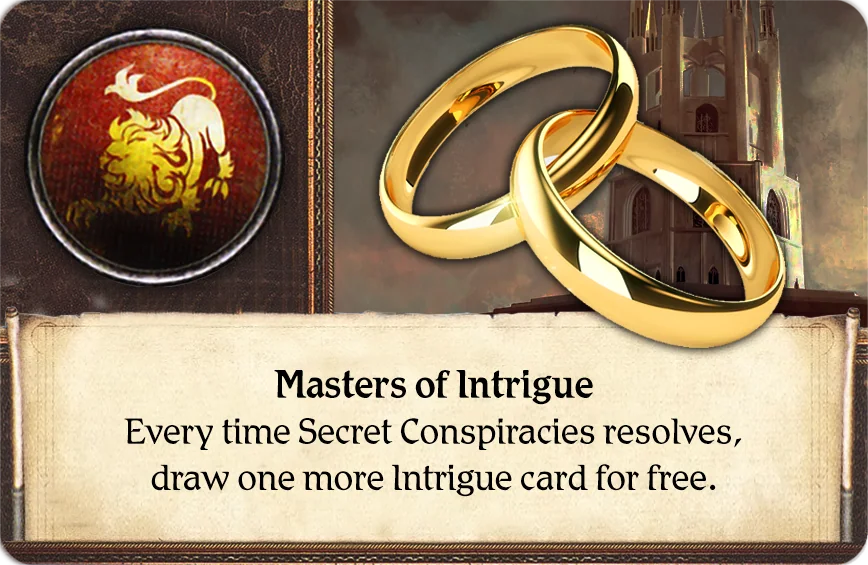 Masters of Intrigue
Every time Secret Conspiracies resolves,
draw one more Intrigue card for free.